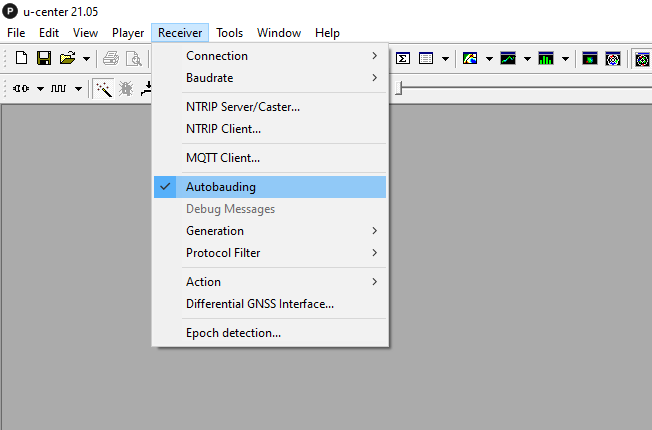 u-center 21.05
File Edit View Player Receiver Tools Window Help
Connection
Baudrate
NTRIP Server/Caster...
NTRIP Client...
MQTT Client...
Autobauding
Debug Messages
Generation
Protocol Filter
Action
Differential GNSS Interface...
Epoch detection...